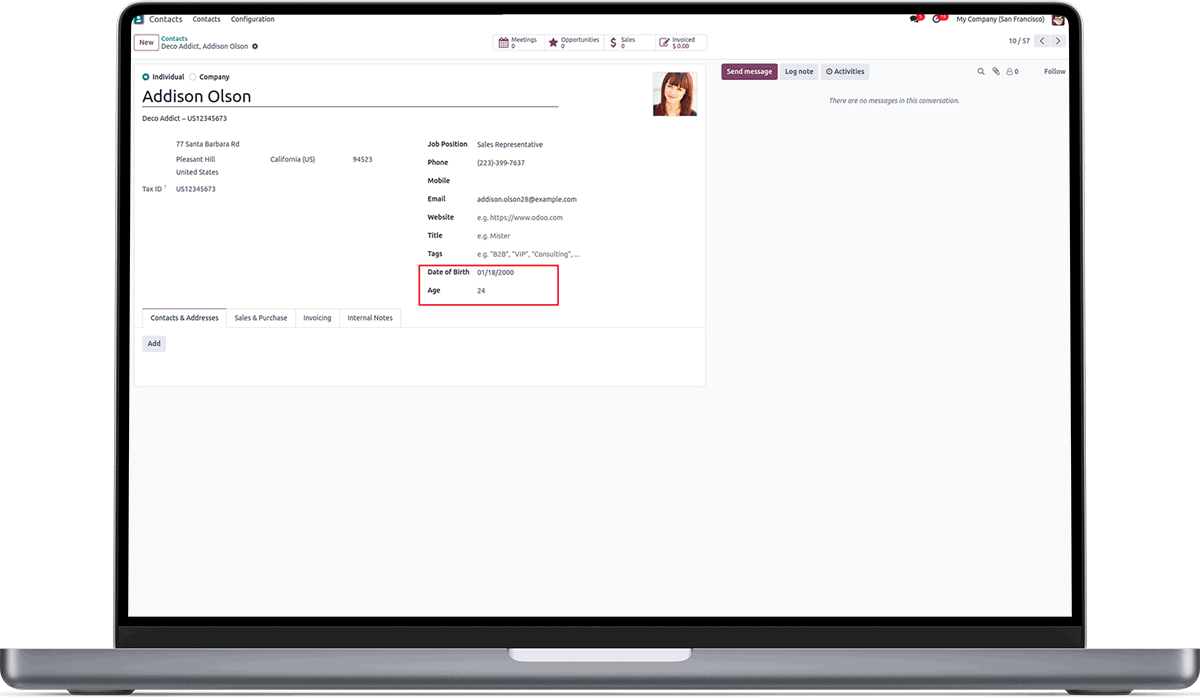 Contacts Contacts Configuration My Company (San Francisco)
New Contacts
Deco Addict, Addison Olson
Meetings 0 Opportunities 0 Sales 0 Invoiced $ 0.00
10 / 57
Send message Log note Activities 0 Follow
There are no messages in this conversation.
Individual Company
Addison Olson
Deco Addict – US12345673
77 Santa Barbara Rd
Pleasant Hill California (US) 94523
United States
Tax ID ? US12345673
Job Position Sales Representative
Phone (223)-399-7637
Mobile
Email addison.olson28@example.com
Website e.g. https://www.odoo.com
Title e.g. Mister
Tags e.g. "B2B", "VIP", "Consulting", ...
Date of Birth 01/18/2000
Age 24
Contacts & Addresses Sales & Purchase Invoicing Internal Notes
Add